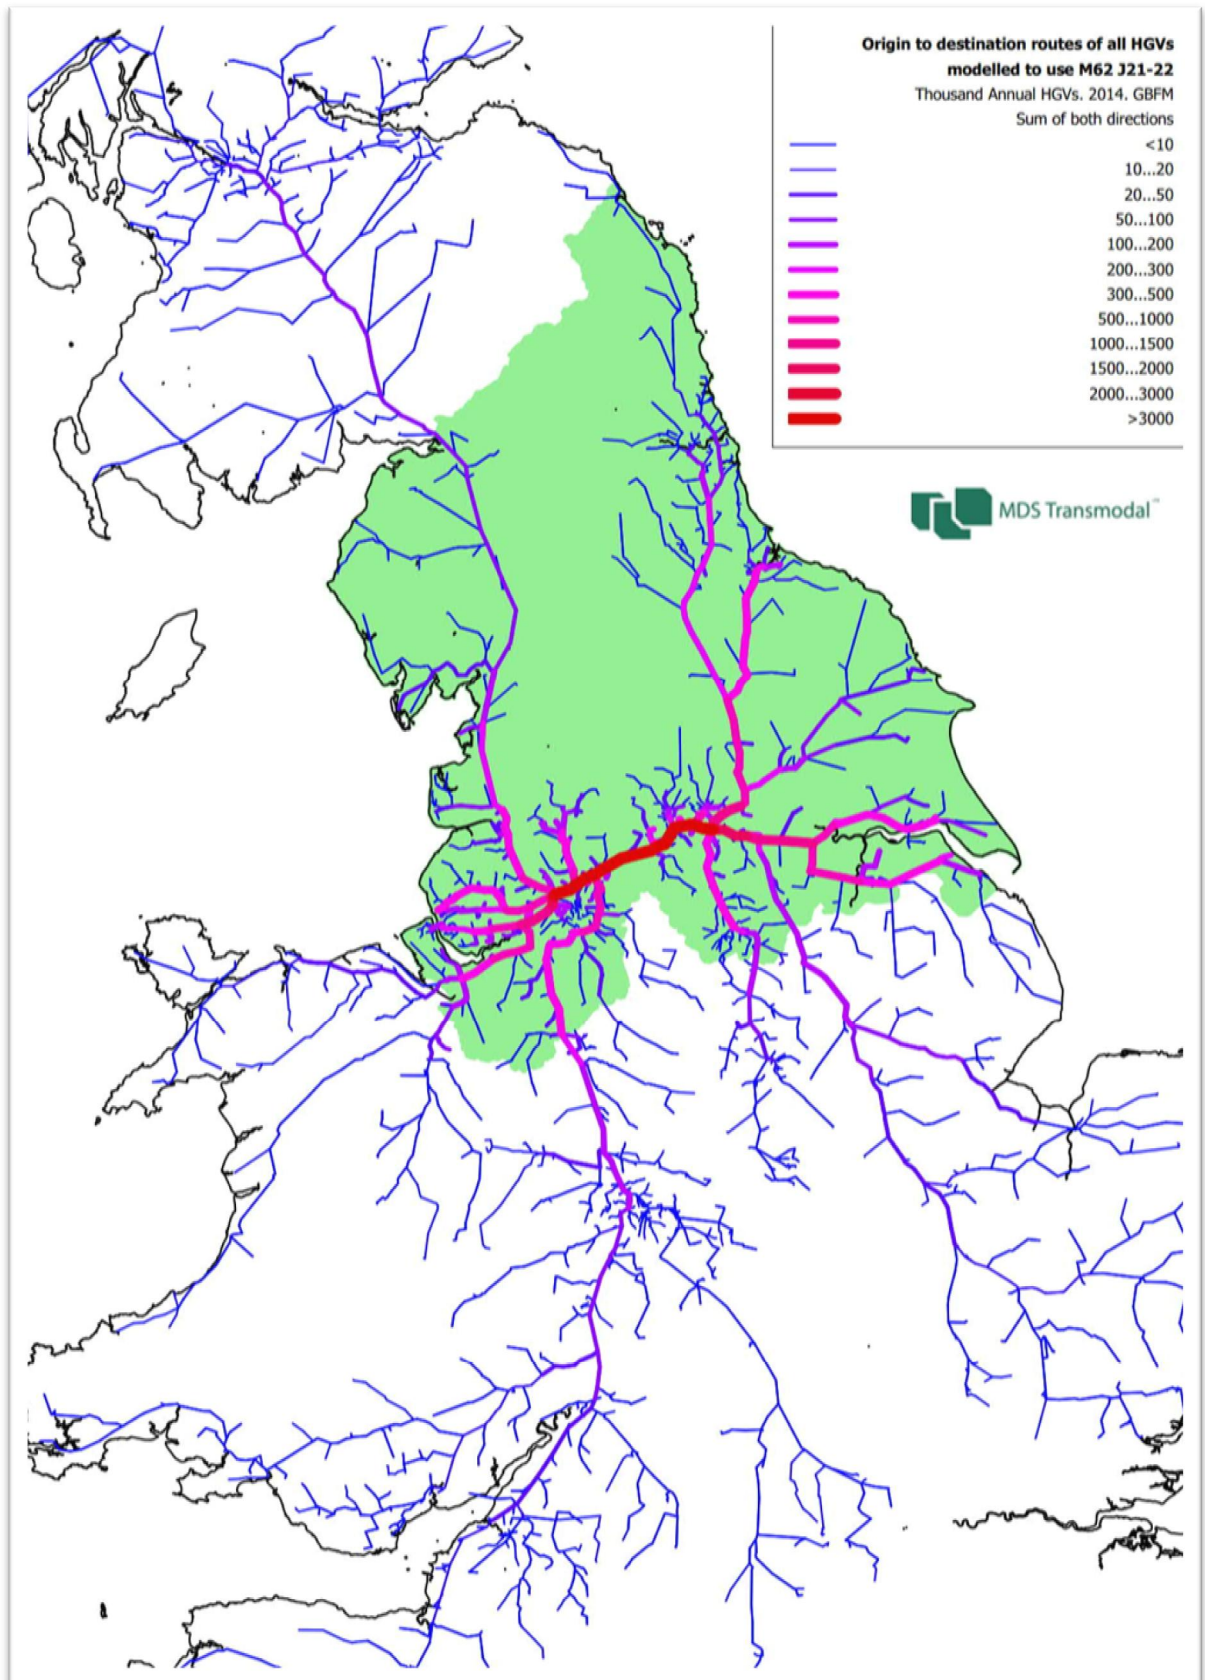 Origin to destination routes of all HGVs
modelled to use M62 J21-22
Thousand Annual HGVs. 2014. GBFM
Sum of both directions
<10
10...20
20...50
50...100
100...200
200...300
300...500
500...1000
1000...1500
1500...2000
2000...3000
>3000
MDS Transmodal™